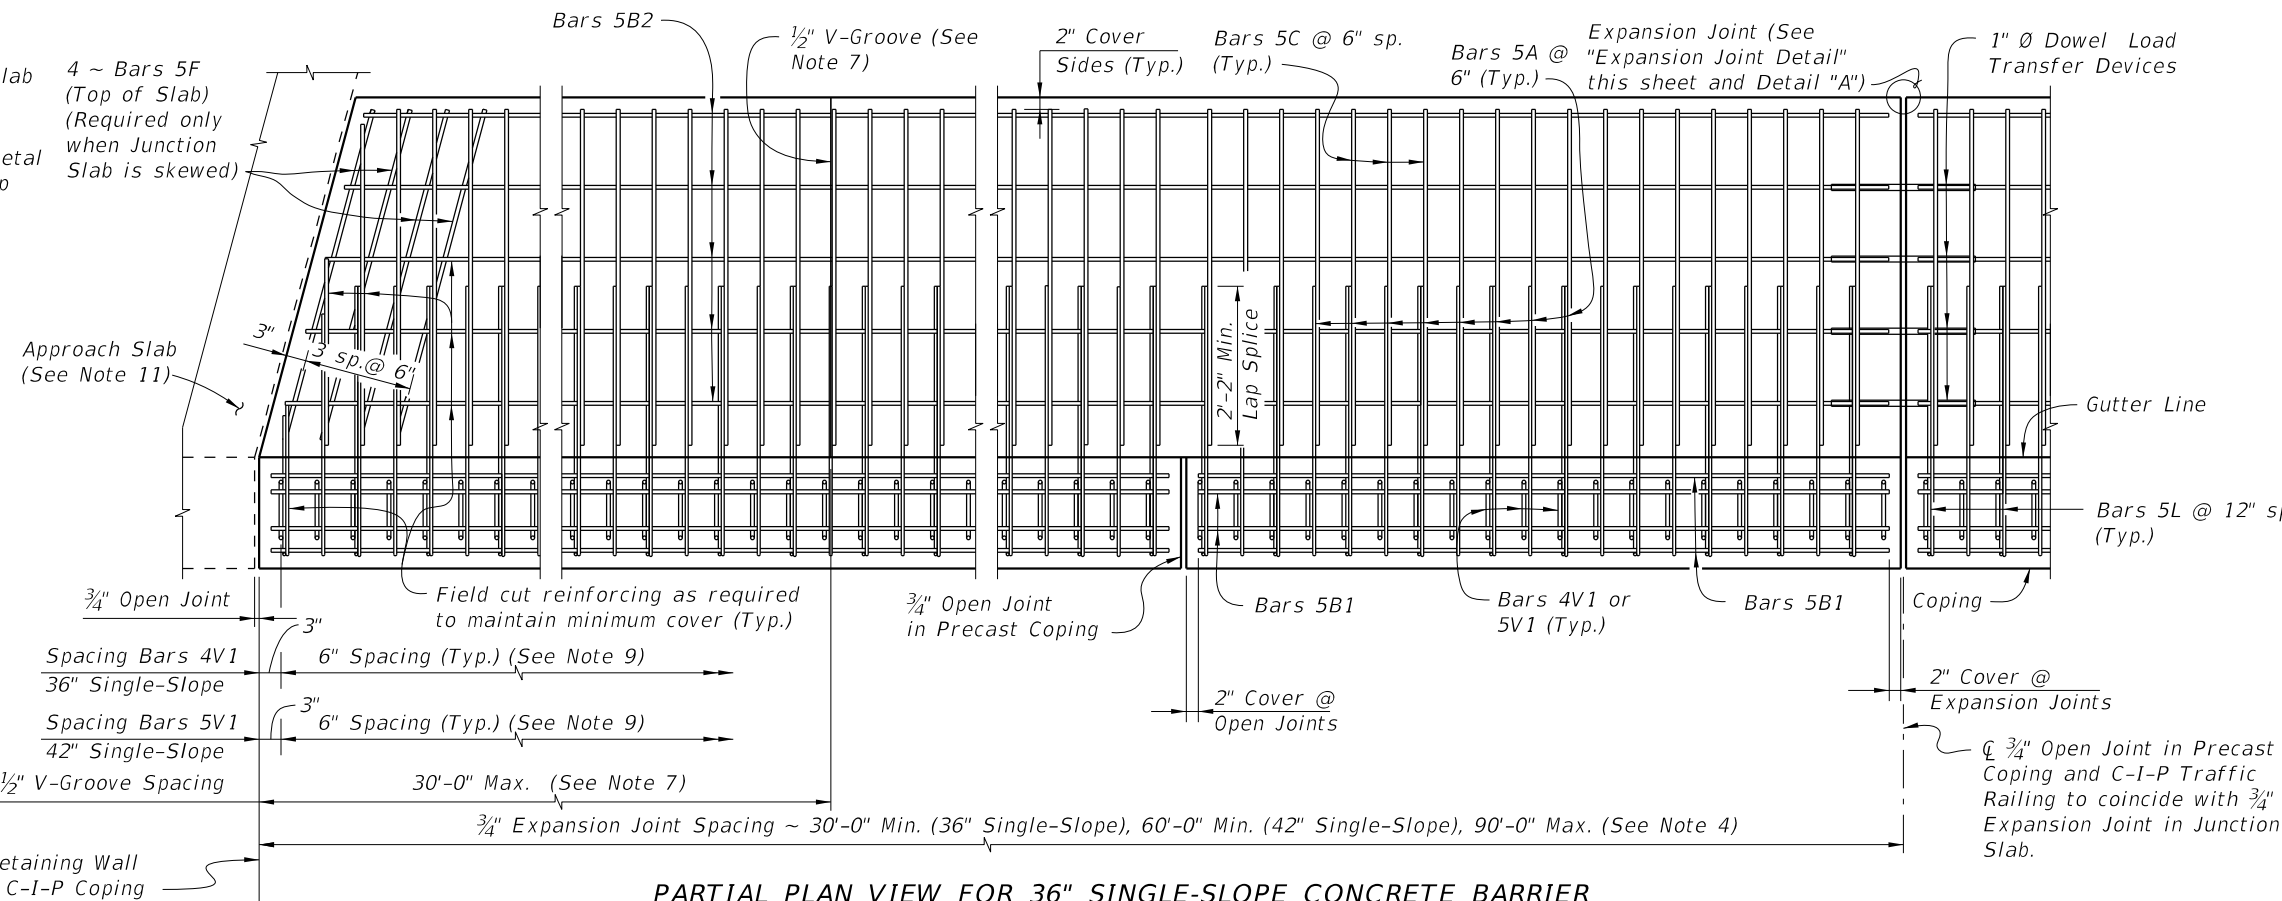 Bars 5B2
½" V-Groove (See
Note 7)
2" Cover
Sides (Typ.)
Bars 5C @ 6" sp.
(Typ.)
Bars 5A @
6" (Typ.)
Expansion Joint (See
"Expansion Joint Detail"
this sheet and Detail "A")
1" Ø Dowel Load
Transfer Devices
lab
etal
p
4 ~ Bars 5F
(Top of Slab)
(Required only
when Junction
Slab is skewed)
3"
3 sp.@ 6"
Approach Slab
(See Note 11)
2'-2" Min.
Lap Splice
Gutter Line
Bars 5L @ 12" sp
(Typ.)
¾" Open Joint
Field cut reinforcing as required
to maintain minimum cover (Typ.)
¾" Open Joint
in Precast Coping
Bars 5B1
Bars 4V1 or
5V1 (Typ.)
Bars 5B1
Coping
3"
Spacing Bars 4V1
36" Single-Slope
6" Spacing (Typ.) (See Note 9)
3"
Spacing Bars 5V1
42" Single-Slope
6" Spacing (Typ.) (See Note 9)
2" Cover @
Open Joints
2" Cover @
Expansion Joints
½" V-Groove Spacing
30'-0" Max. (See Note 7)
¾" Expansion Joint Spacing ~ 30'-0" Min. (36" Single-Slope), 60'-0" Min. (42" Single-Slope), 90'-0" Max. (See Note 4)
℄ ¾" Open Joint in Precast
Coping and C-I-P Traffic
Railing to coincide with ¾"
Expansion Joint in Junction
Slab.
etaining Wall
C-I-P Coping
PARTIAL PLAN VIEW FOR 36" SINGLE-SLOPE CONCRETE BARRIER